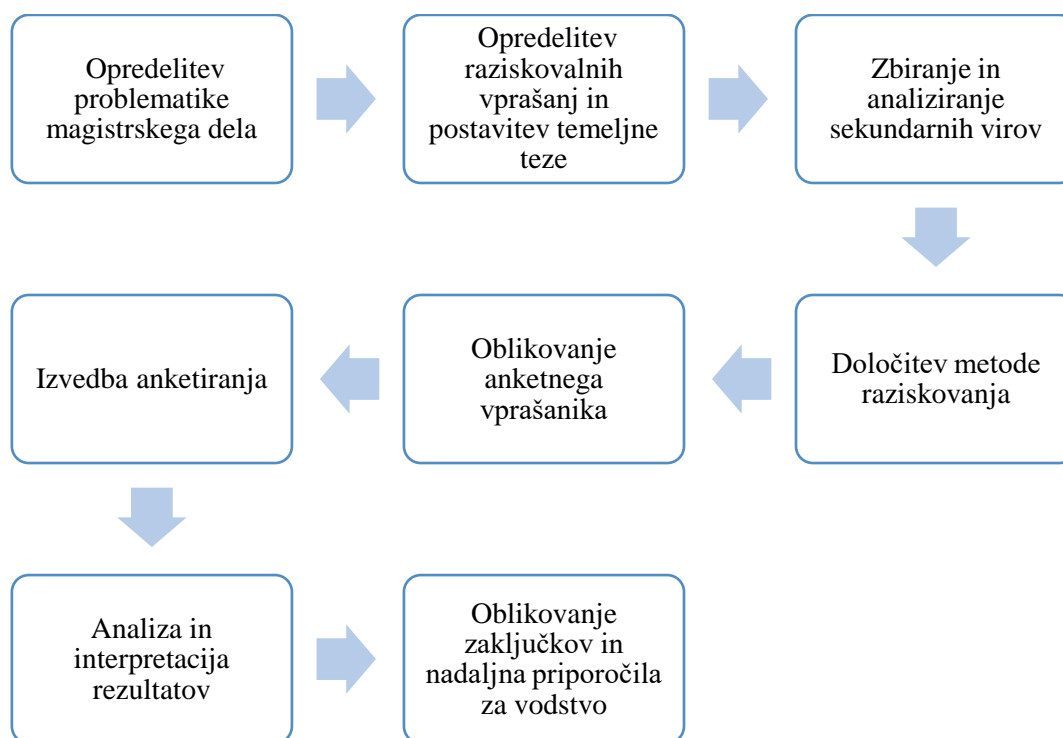 Opredelitev
problematike
magistrskega dela
Opredelitev
raziskovalnih
vprašanj in
postavitev temeljne
teze
Zbiranje in
analiziranje
sekundarnih virov
Določitev metode
raziskovanja
Oblikovanje
anketnega
vprašanika
Izvedba anketiranja
Analiza in
interpretacija
rezultatov
Oblikovanje
zaključkov in
nadaljna priporočila
za vodstvo